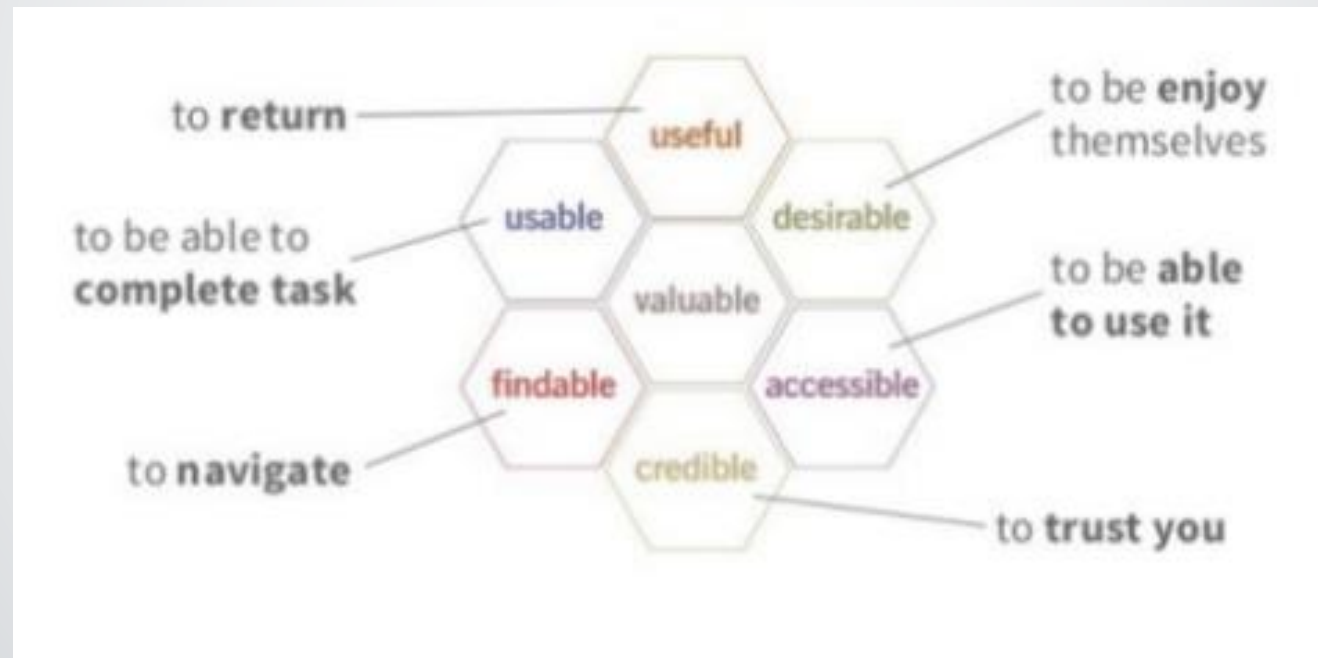 to return
useful
to be enjoy
themselves
usable
desirable
to be able to
complete task
valuable
to be able
to use it
findable
accessible
to navigate
credible
to trust you